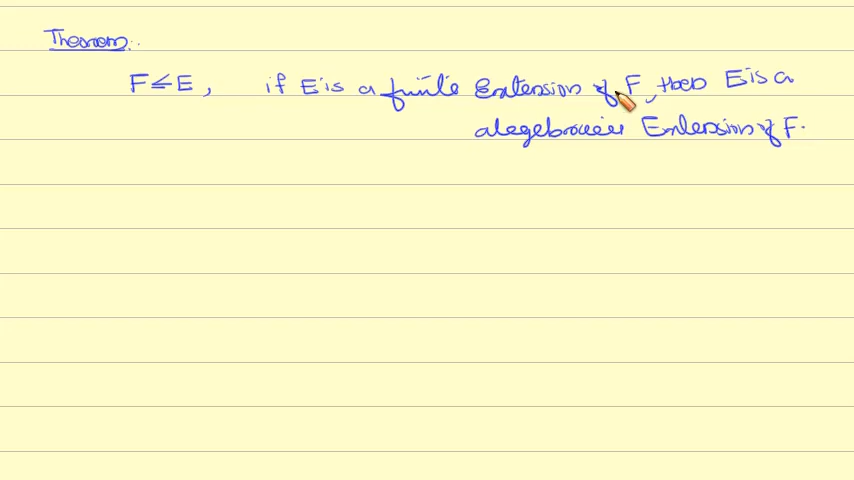 Theorem:
F ≤ E, if E is a finite Extension of F, then E is a
alegebraic Extension of F.